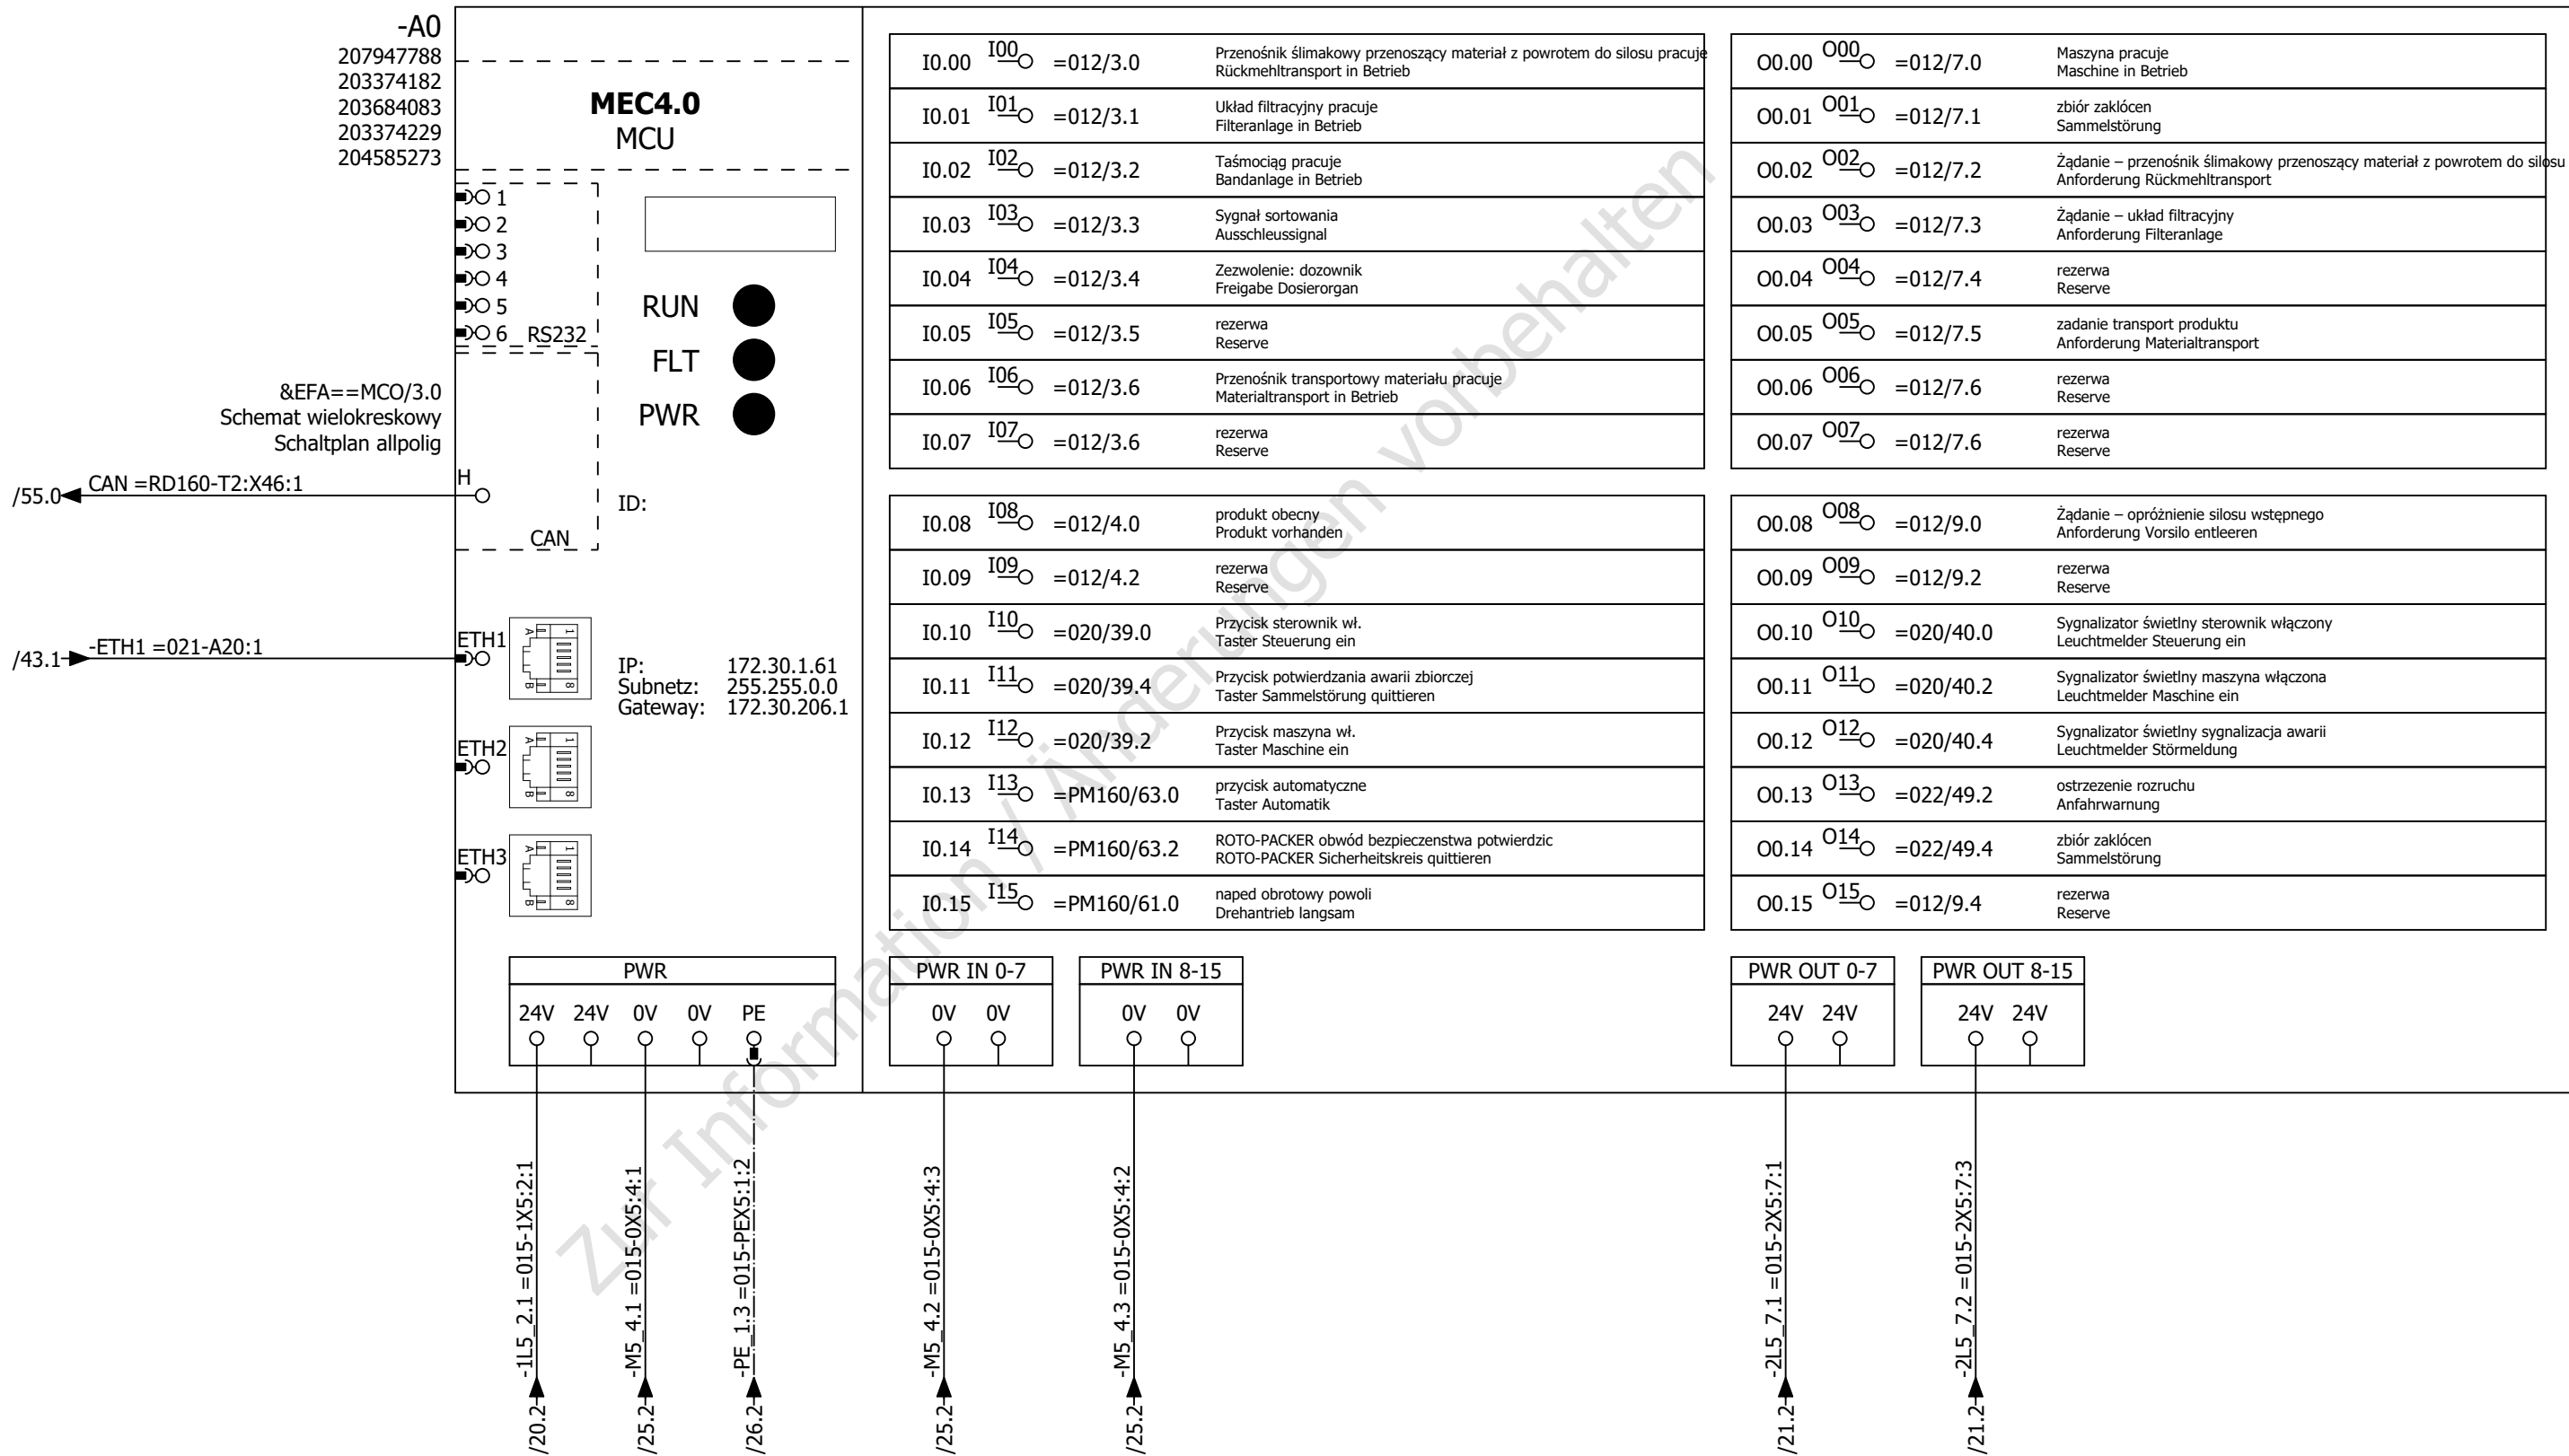 -A0
207947788
203374182
203684083
203374229
204585273
MEC4.0
MCU
1
2
3
4
5
6 RS232
RUN
FLT
PWR
&EFA==MCO/3.0
Schemat wielokreskowy
Schaltplan allpolig
/55.0 CAN =RD160-T2:X46:1 H
ID:
CAN
/43.1 -ETH1 =021-A20:1 ETH1
A 1
B 8
IP: 172.30.1.61
Subnetz: 255.255.0.0
Gateway: 172.30.206.1
ETH2
A 1
B 8
ETH3
A 1
B 8
I0.00 I00 =012/3.0 Przenośnik ślimakowy przenoszący materiał z powrotem do silosu pracuje
Rückmehltransport in Betrieb
I0.01 I01 =012/3.1 Układ filtracyjny pracuje
Filteranlage in Betrieb
I0.02 I02 =012/3.2 Taśmociąg pracuje
Bandanlage in Betrieb
I0.03 I03 =012/3.3 Sygnał sortowania
Ausschleussignal
I0.04 I04 =012/3.4 Zezwolenie: dozownik
Freigabe Dosierorgan
I0.05 I05 =012/3.5 rezerwa
Reserve
I0.06 I06 =012/3.6 Przenośnik transportowy materiału pracuje
Materialtransport in Betrieb
I0.07 I07 =012/3.6 rezerwa
Reserve
I0.08 I08 =012/4.0 produkt obecny
Produkt vorhanden
I0.09 I09 =012/4.2 rezerwa
Reserve
I0.10 I10 =020/39.0 Przycisk sterownik wł.
Taster Steuerung ein
I0.11 I11 =020/39.4 Przycisk potwierdzania awarii zbiorczej
Taster Sammelstörung quittieren
I0.12 I12 =020/39.2 Przycisk maszyna wł.
Taster Maschine ein
I0.13 I13 =PM160/63.0 przycisk automatyczne
Taster Automatik
I0.14 I14 =PM160/63.2 ROTO-PACKER obwód bezpieczenstwa potwierdzic
ROTO-PACKER Sicherheitskreis quittieren
I0.15 I15 =PM160/61.0 naped obrotowy powoli
Drehantrieb langsam
O0.00 O00 =012/7.0 Maszyna pracuje
Maschine in Betrieb
O0.01 O01 =012/7.1 zbiór zaklócen
Sammelstörung
O0.02 O02 =012/7.2 Żądanie – przenośnik ślimakowy przenoszący materiał z powrotem do silosu
Anforderung Rückmehltransport
O0.03 O03 =012/7.3 Żądanie – układ filtracyjny
Anforderung Filteranlage
O0.04 O04 =012/7.4 rezerwa
Reserve
O0.05 O05 =012/7.5 zadanie transport produktu
Anforderung Materialtransport
O0.06 O06 =012/7.6 rezerwa
Reserve
O0.07 O07 =012/7.6 rezerwa
Reserve
O0.08 O08 =012/9.0 Żądanie – opróżnienie silosu wstępnego
Anforderung Vorsilo entleeren
O0.09 O09 =012/9.2 rezerwa
Reserve
O0.10 O10 =020/40.0 Sygnalizator świetlny sterownik włączony
Leuchtmelder Steuerung ein
O0.11 O11 =020/40.2 Sygnalizator świetlny maszyna włączona
Leuchtmelder Maschine ein
O0.12 O12 =020/40.4 Sygnalizator świetlny sygnalizacja awarii
Leuchtmelder Störmeldung
O0.13 O13 =022/49.2 ostrzezenie rozruchu
Anfahrwarnung
O0.14 O14 =022/49.4 zbiór zaklócen
Sammelstörung
O0.15 O15 =012/9.4 rezerwa
Reserve
PWR
24V 24V 0V 0V PE
PWR IN 0-7
0V 0V
PWR IN 8-15
0V 0V
PWR OUT 0-7
24V 24V
PWR OUT 8-15
24V 24V
/20.2 -1L5_2.1 =015-1X5:2:1
/25.2 -M5_4.1 =015-0X5:4:1
/26.2 -PE_1.3 =015-PEX5:1:2
/25.2 -M5_4.2 =015-0X5:4:3
/25.2 -M5_4.3 =015-0X5:4:2
/21.2 -2L5_7.1 =015-2X5:7:1
/21.2 -2L5_7.2 =015-2X5:7:3
Zur Information / Änderungen vorbehalten